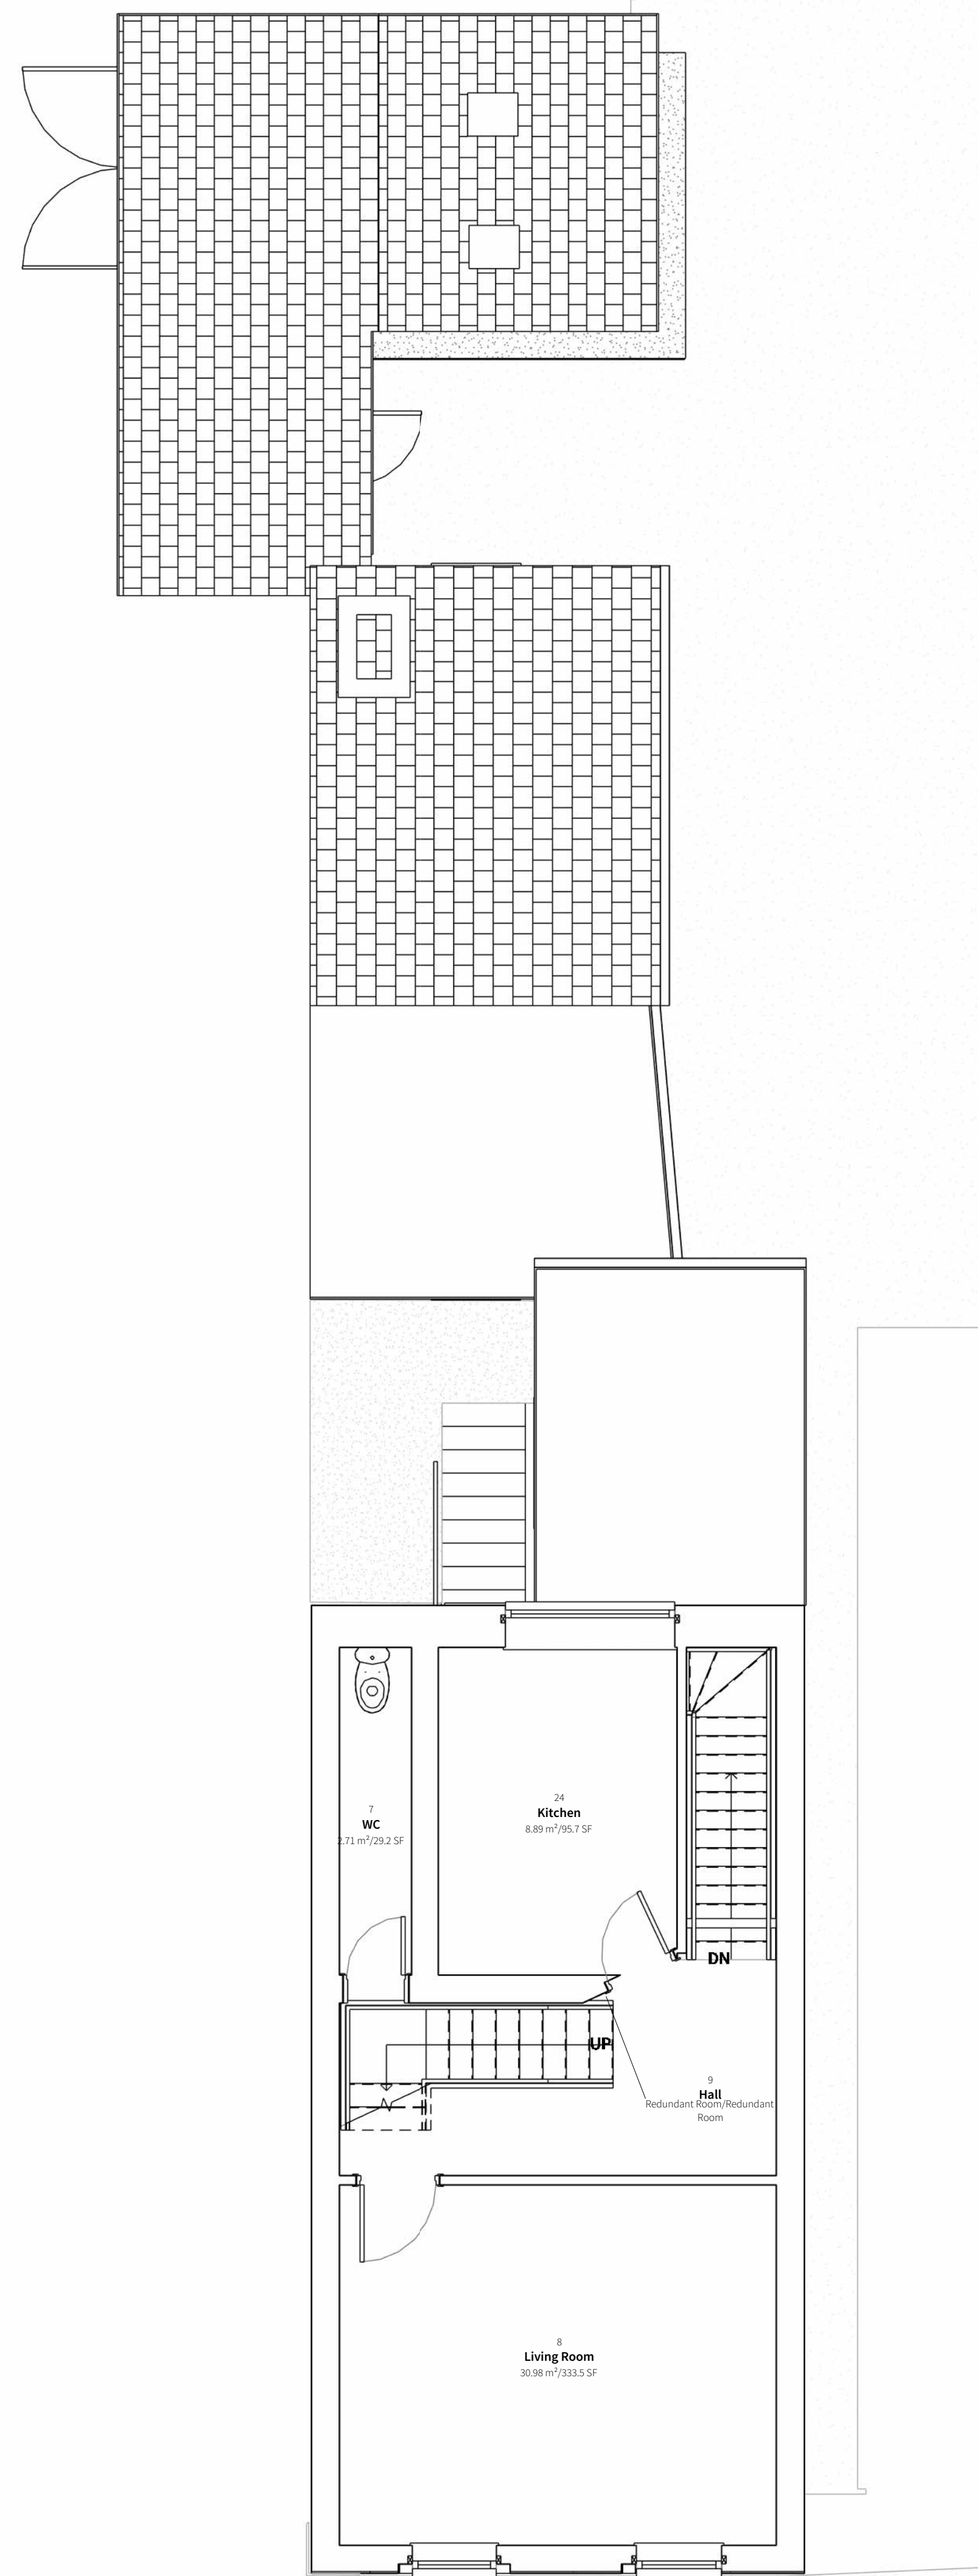 7
WC
2.71 m²/29.2 SF
24
Kitchen
8.89 m²/95.7 SF
DN
UP
9
Hall
Redundant Room/Redundant
Room
8
Living Room
30.98 m²/333.5 SF